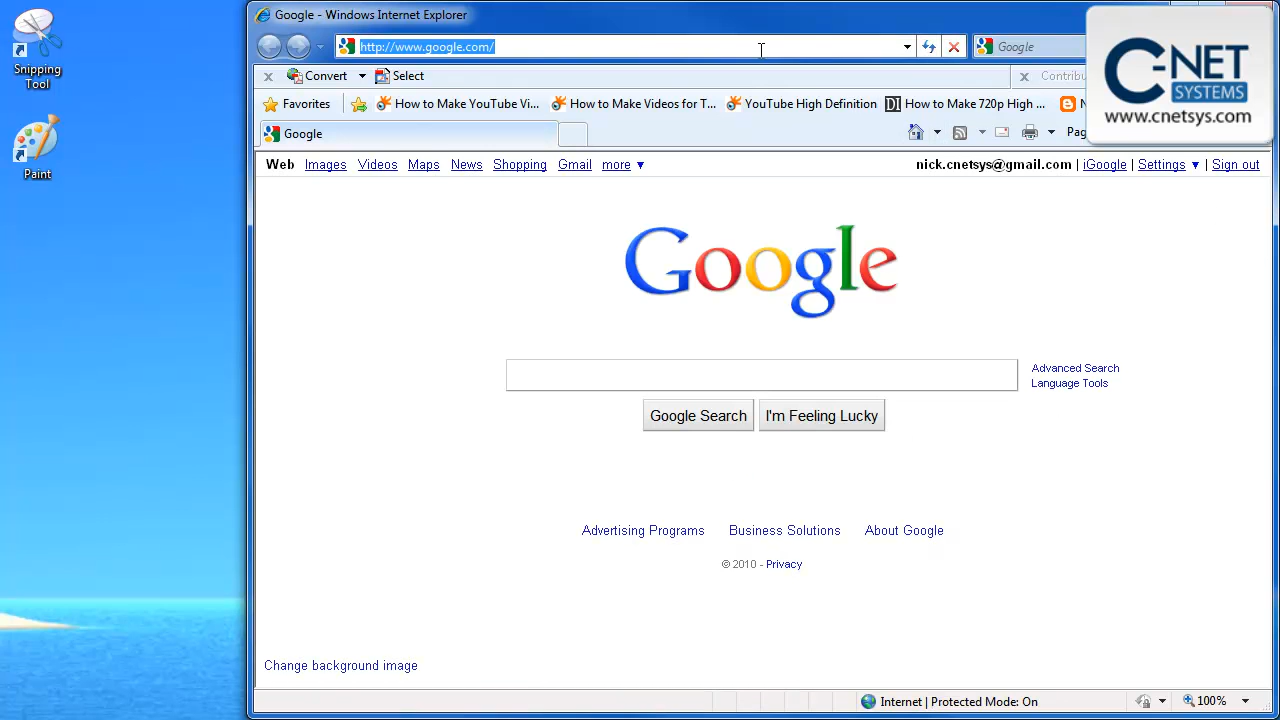 Snipping
Tool
Paint
Google - Windows Internet Explorer
http://www.google.com/
Google
Convert
Select
Contribu
Favorites
How to Make YouTube Vi...
How to Make Videos for T...
YouTube High Definition
How to Make 720p High ...
Google
Pag
C-NET
SYSTEMS
www.cnetsys.com
Web Images Videos Maps News Shopping Gmail more ▼
nick.cnetsys@gmail.com | iGoogle | Settings ▼ | Sign out
Google
Advanced Search
Language Tools
Google Search
I'm Feeling Lucky
Advertising Programs Business Solutions About Google
© 2010 - Privacy
Change background image
Internet | Protected Mode: On
100%